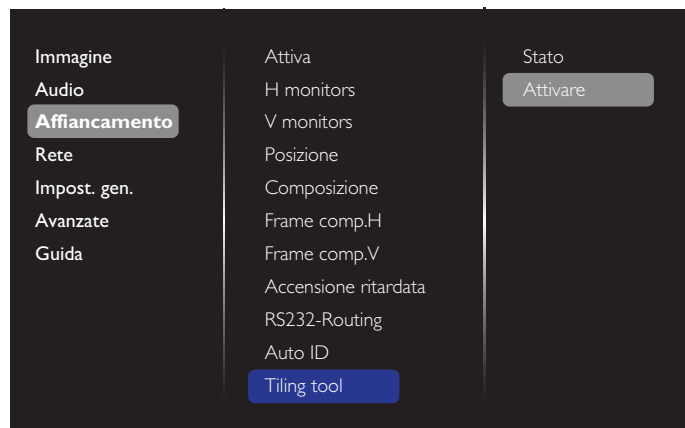 Immagine
Audio
Affiancamento
Rete
Impost. gen.
Avanzate
Guida
Attiva
H monitors
V monitors
Posizione
Composizione
Frame comp.H
Frame comp.V
Accensione ritardata
RS232-Routing
Auto ID
Tiling tool
Stato
Attivare